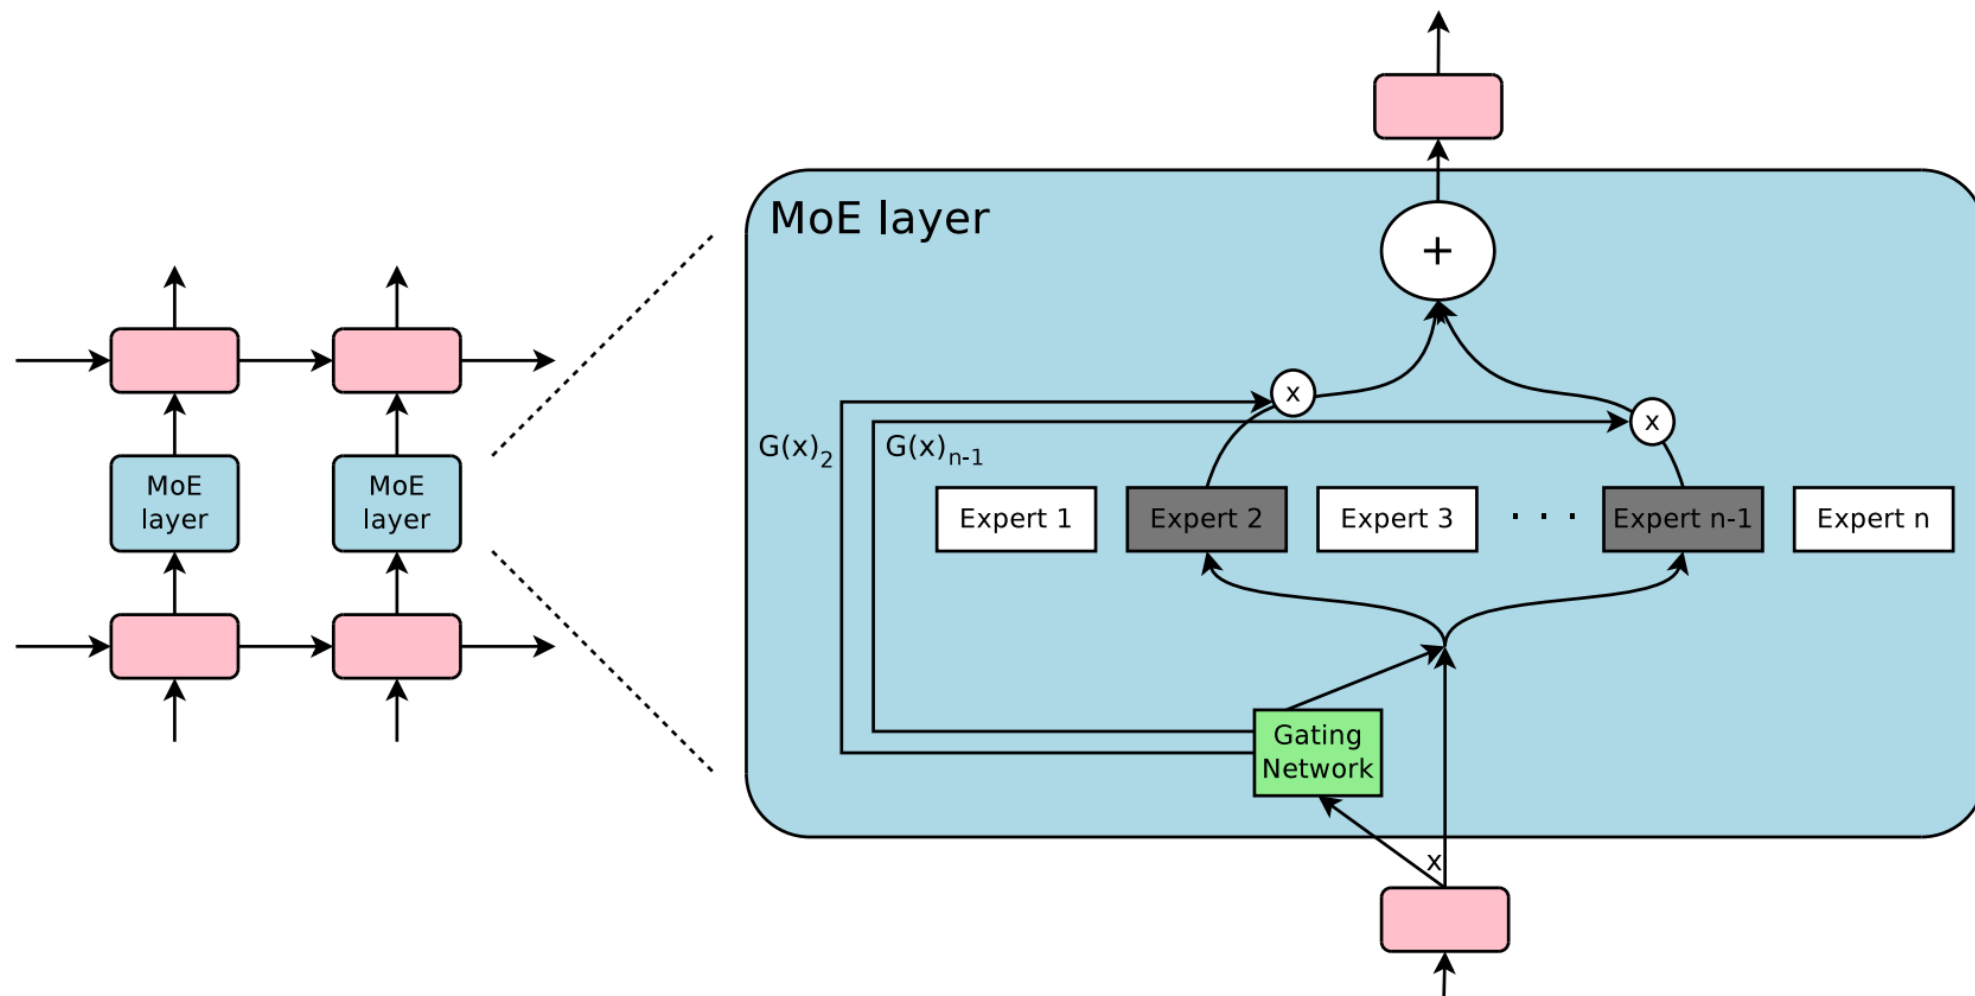 MoE layer
+
x
x
G(x)2
G(x)n-1
MoE
layer
MoE
layer
Expert 1
Expert 2
Expert 3
. . .
Expert n-1
Expert n
Gating
Network
x